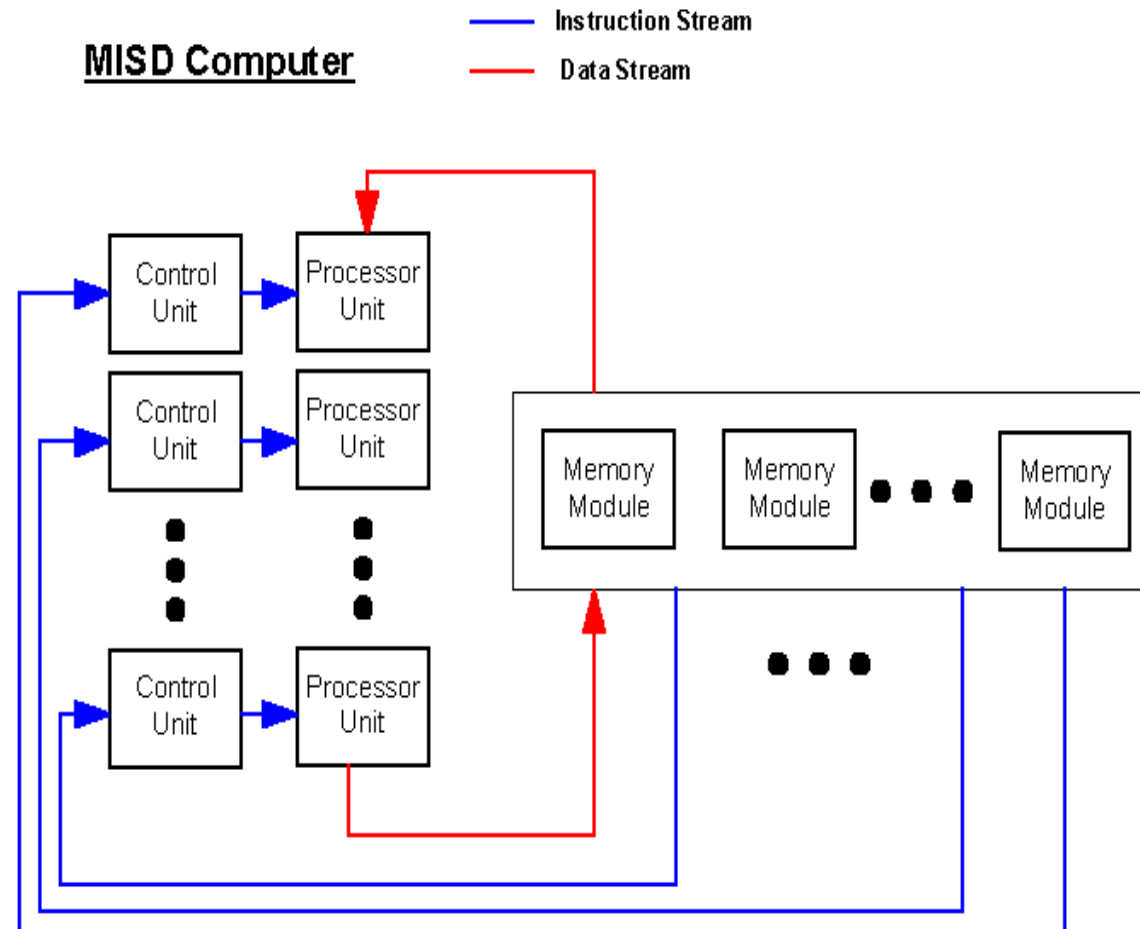 Instruction Stream
MISD Computer
Data Stream
Control
Unit
Processor
Unit
Control
Unit
Processor
Unit
Memory
Module
Memory
Module
Memory
Module
Control
Unit
Processor
Unit